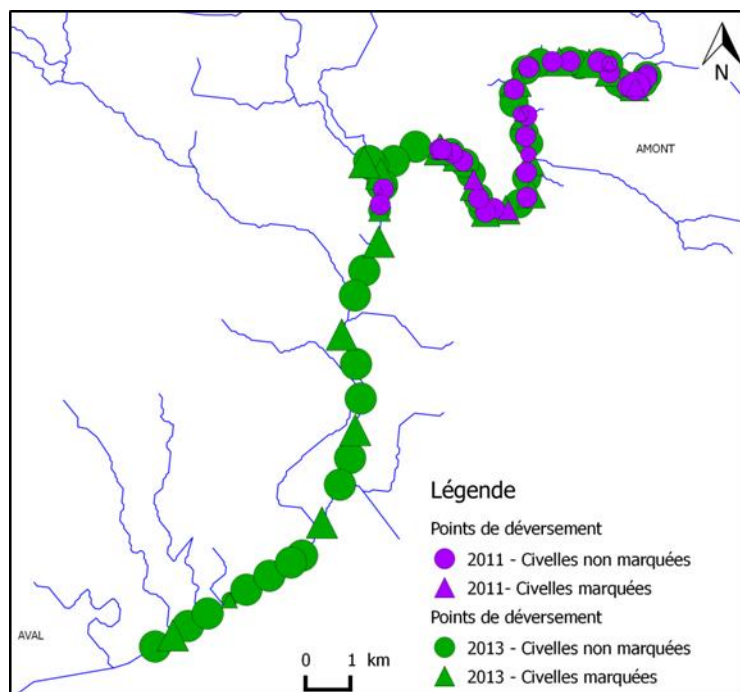 N
AMONT
Légende
Points de déversement
2011 - Civelles non marquées
2011- Civelles marquées
Points de déversement
2013 - Civelles non marquées
2013 - Civelles marquées
AVAL
0 1 km